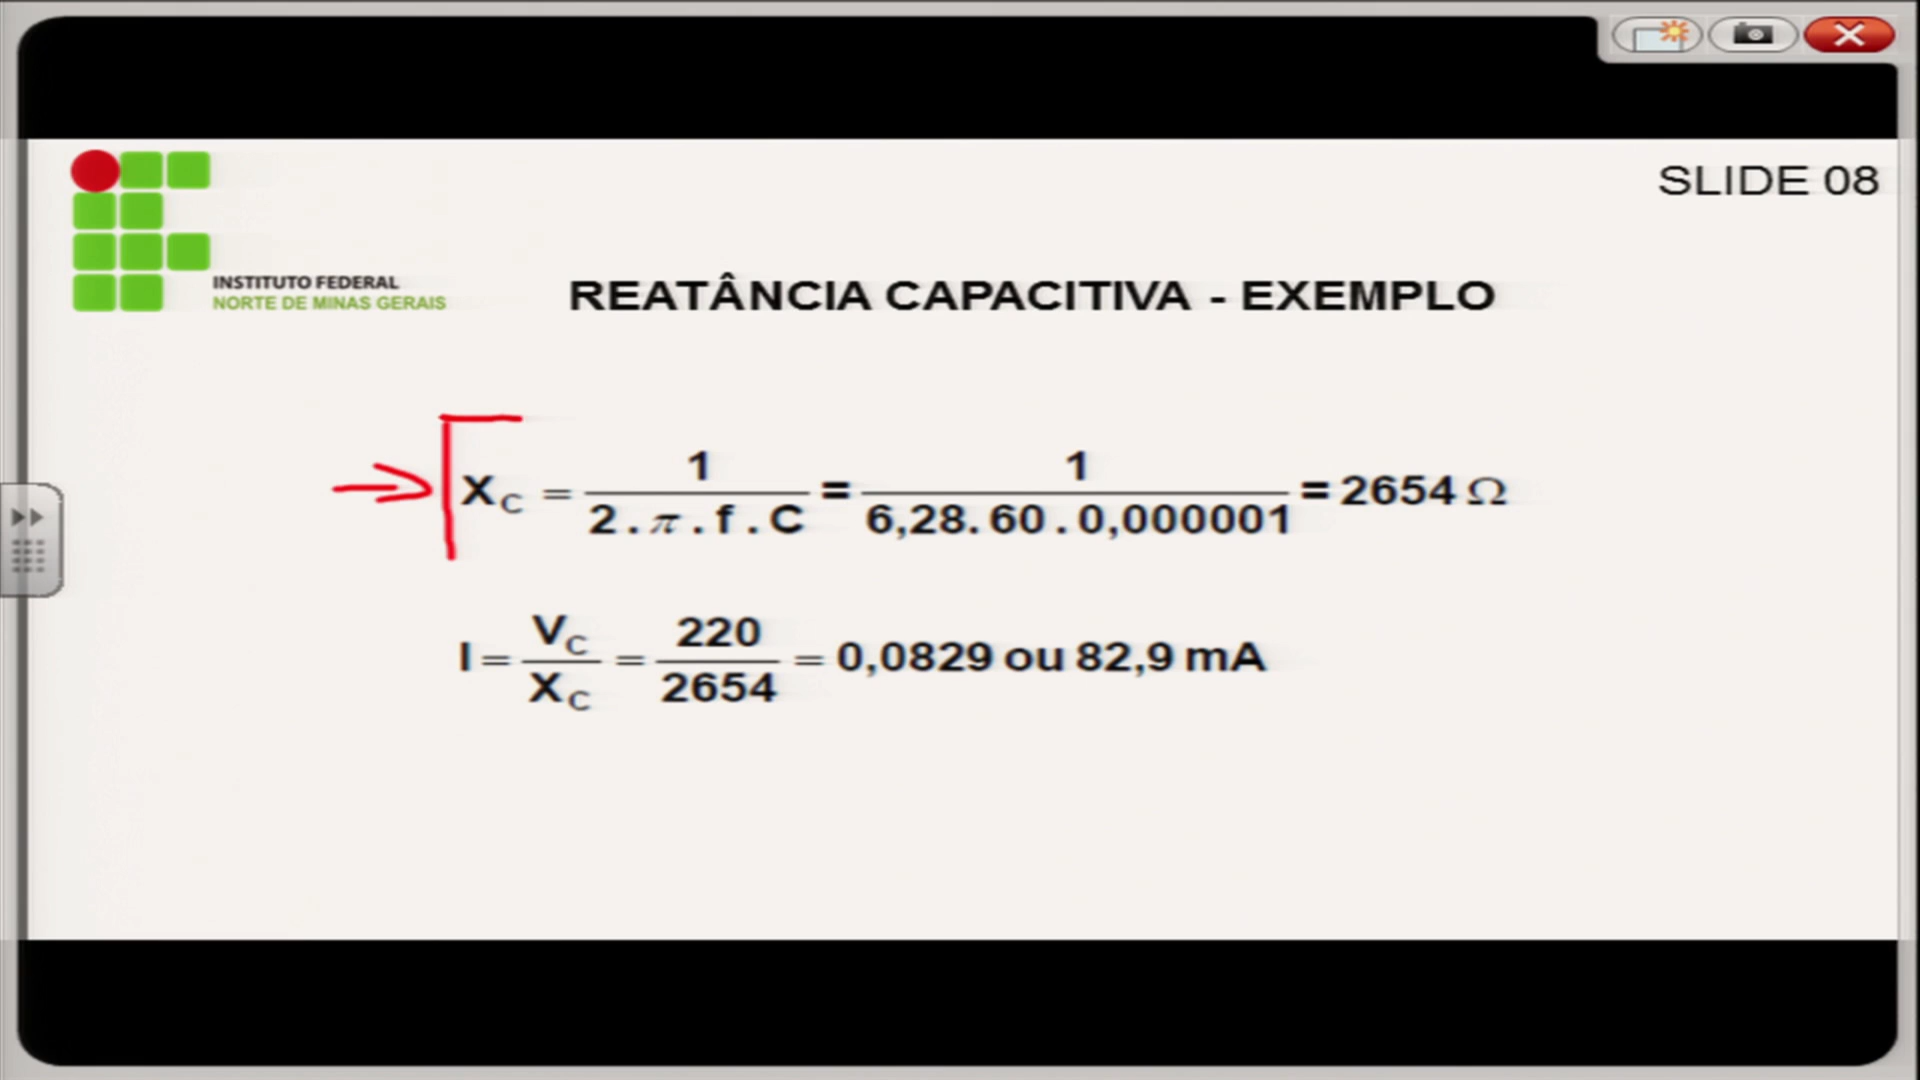 SLIDE 08
INSTITUTO FEDERAL
NORTE DE MINAS GERAIS
REATÂNCIA CAPACITIVA - EXEMPLO
X_C = 1 / (2 . π . f . C) = 1 / (6,28. 60 . 0,000001) = 2654 Ω
I = V_C / X_C = 220 / 2654 = 0,0829 ou 82,9 mA